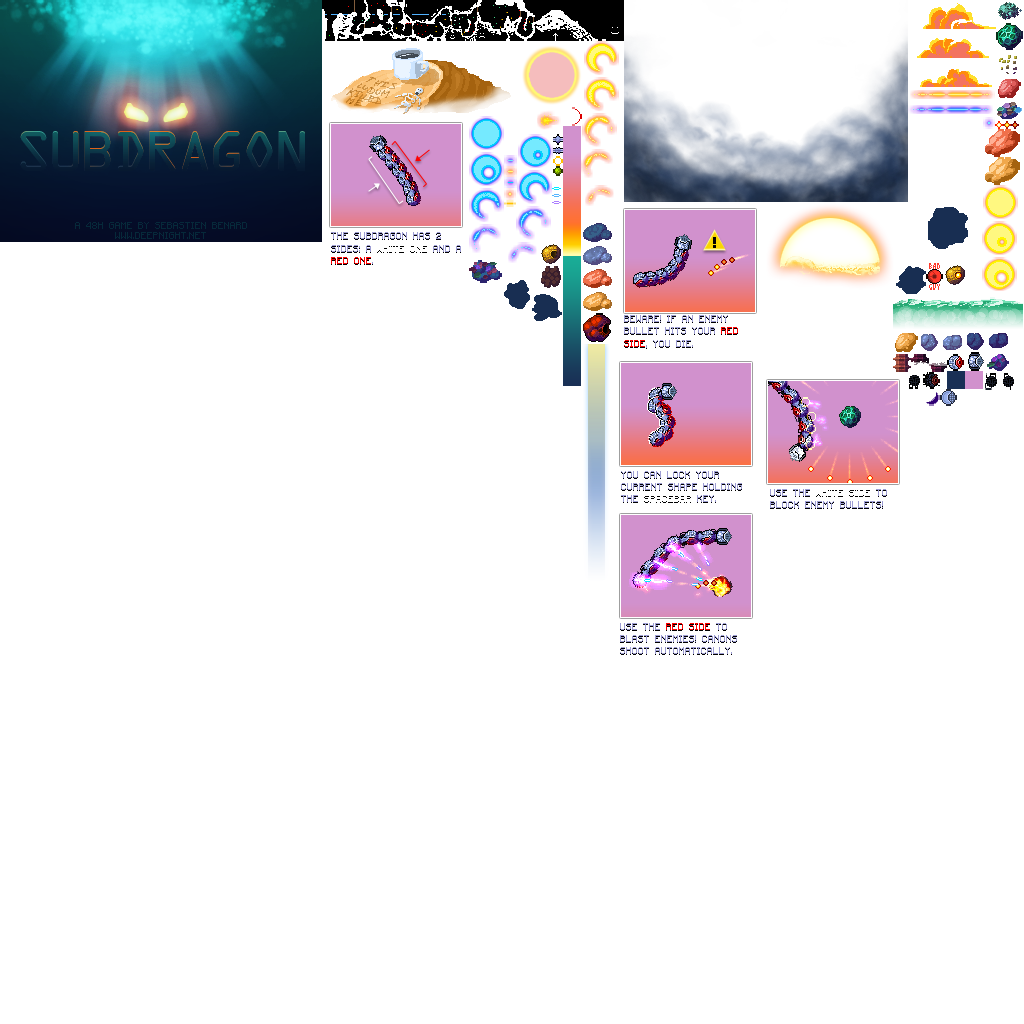 SUBDRAGON
A 48H GAME BY SEBASTIEN BENARD
WWW.DEEPNIGHT.NET
THE SUBDRAGON HAS 2
SIDES: A WHITE ONE AND A
RED ONE.
BEWARE! IF AN ENEMY
BULLET HITS YOUR RED
SIDE, YOU DIE.
BAD
GUY
YOU CAN LOCK YOUR
CURRENT SHAPE HOLDING
THE SPACEBAR KEY.
USE THE WHITE SIDE TO
BLOCK ENEMY BULLETS!
USE THE RED SIDE TO
BLAST ENEMIES! CANONS
SHOOT AUTOMATICALLY.